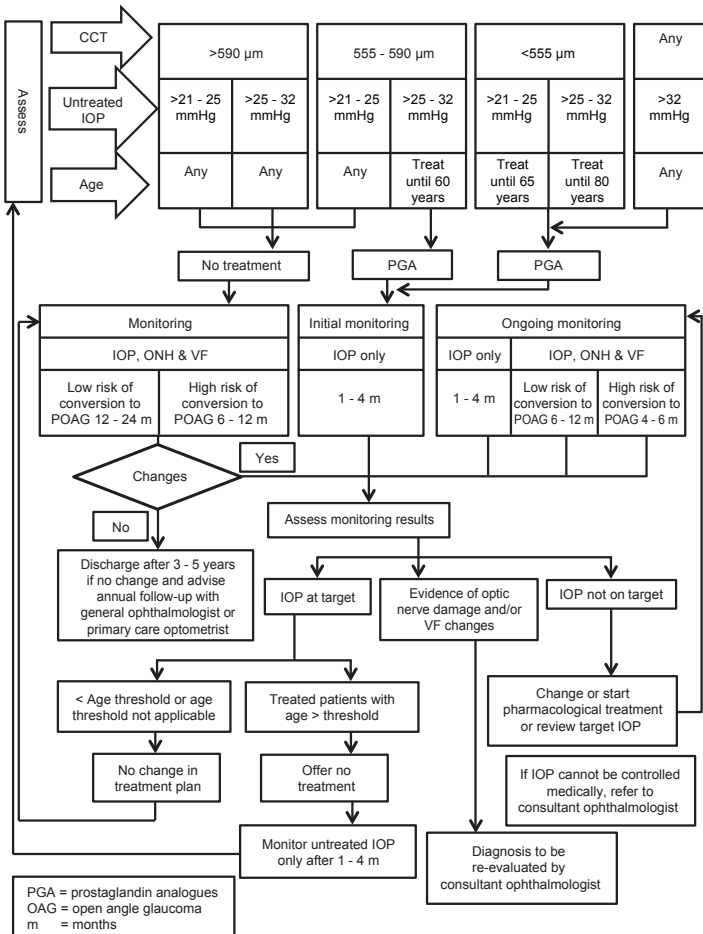 Assess
CCT
Untreated
IOP
Age
>590 µm
555 - 590 µm
<555 µm
Any
>21 - 25
mmHg
>25 - 32
mmHg
>21 - 25
mmHg
>25 - 32
mmHg
>21 - 25
mmHg
>25 - 32
mmHg
>32
mmHg
Any
Any
Any
Treat
until 60
years
Treat
until 65
years
Treat
until 80
years
Any
No treatment
PGA
PGA
Monitoring
IOP, ONH & VF
Low risk of
conversion to
POAG 12 - 24 m
High risk of
conversion to
POAG 6 - 12 m
Initial monitoring
IOP only
1 - 4 m
Ongoing monitoring
IOP only
IOP, ONH & VF
1 - 4 m
Low risk of
conversion to
POAG 6 - 12 m
High risk of
conversion to
POAG 4 - 6 m
Changes
Yes
No
Assess monitoring results
Discharge after 3 - 5 years
if no change and advise
annual follow-up with
general ophthalmologist or
primary care optometrist
IOP at target
Evidence of optic
nerve damage and/or
VF changes
IOP not on target
< Age threshold or age
threshold not applicable
Treated patients with
age > threshold
Change or start
pharmacological treatment
or review target IOP
No change in
treatment plan
Offer no
treatment
If IOP cannot be controlled
medically, refer to
consultant ophthalmologist
Monitor untreated IOP
only after 1 - 4 m
Diagnosis to be
re-evaluated by
consultant ophthalmologist
PGA = prostaglandin analogues
OAG = open angle glaucoma
m = months